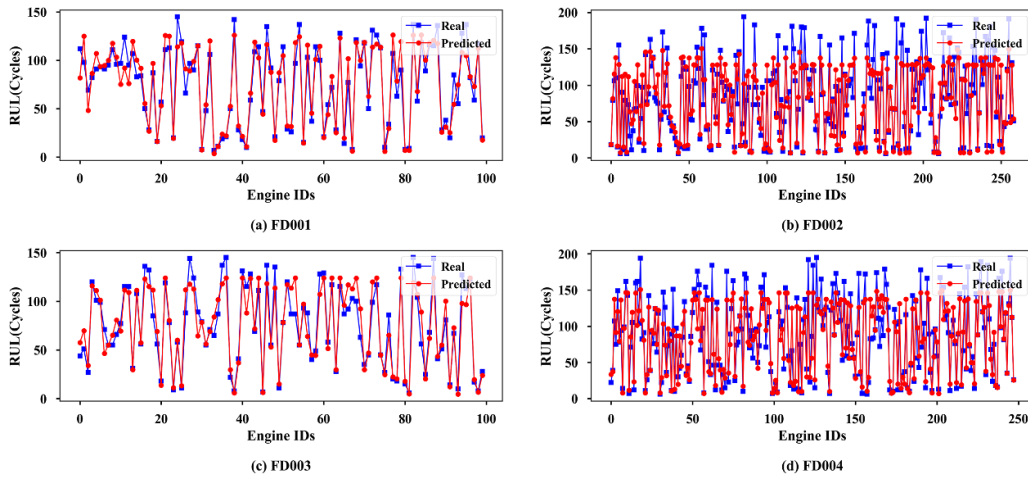 RUL(Cycles)
150
100
50
0
Real
Predicted
0
20
40
60
80
100
Engine IDs
(a) FD001
RUL(Cycles)
200
150
100
50
0
Real
Predicted
0
50
100
150
200
250
Engine IDs
(b) FD002
RUL(Cycles)
150
100
50
0
Real
Predicted
0
20
40
60
80
100
Engine IDs
(c) FD003
RUL(Cycles)
200
150
100
50
0
Real
Predicted
0
50
100
150
200
250
Engine IDs
(d) FD004